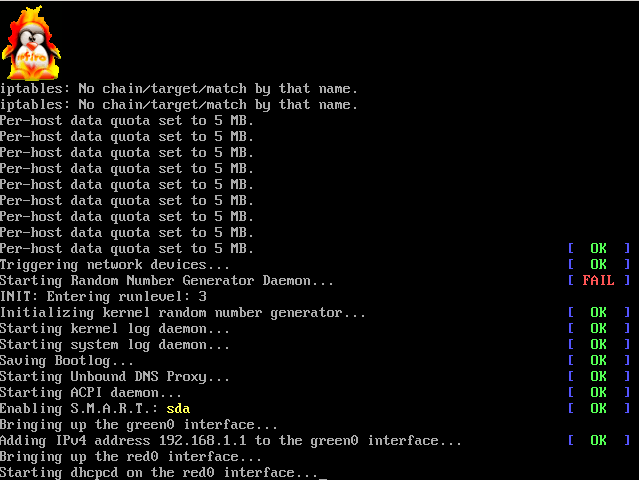 ipfire
iptables: No chain/target/match by that name.
iptables: No chain/target/match by that name.
Per-host data quota set to 5 MB.
Per-host data quota set to 5 MB.
Per-host data quota set to 5 MB.
Per-host data quota set to 5 MB.
Per-host data quota set to 5 MB.
Per-host data quota set to 5 MB.
Per-host data quota set to 5 MB.
Per-host data quota set to 5 MB.
Per-host data quota set to 5 MB. [ OK ]
Triggering network devices... [ OK ]
Starting Random Number Generator Daemon... [ FAIL ]
INIT: Entering runlevel: 3
Initializing kernel random number generator... [ OK ]
Starting kernel log daemon... [ OK ]
Starting system log daemon... [ OK ]
Saving Bootlog... [ OK ]
Starting Unbound DNS Proxy... [ OK ]
Starting ACPI daemon... [ OK ]
Enabling S.M.A.R.T.: sda [ OK ]
Bringing up the green0 interface...
Adding IPv4 address 192.168.1.1 to the green0 interface... [ OK ]
Bringing up the red0 interface...
Starting dhcpcd on the red0 interface..._